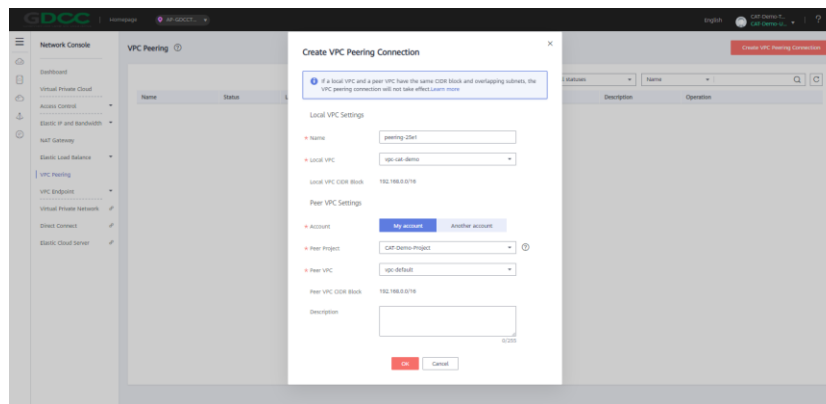 GDCC
Homepage
AP-GDCCT...
English
CAT-Demo-T...
CAT-Demo-U...
Network Console
Dashboard
Virtual Private Cloud
Access Control
Elastic IP and Bandwidth
NAT Gateway
Elastic Load Balance
VPC Peering
VPC Endpoint
Virtual Private Network
Direct Connect
Elastic Cloud Server
VPC Peering
Create VPC Peering Connection
statuses
Name
Name
Status
Description
Operation
Create VPC Peering Connection
If a local VPC and a peer VPC have the same CIDR block and overlapping subnets, the
VPC peering connection will not take effect.Learn more
Local VPC Settings
* Name
peering-25e1
* Local VPC
vpc-cat-demo
Local VPC CIDR Block
192.168.0.0/16
Peer VPC Settings
* Account
My account
Another account
* Peer Project
CAT-Demo-Project
* Peer VPC
vpc-default
Peer VPC CIDR Block
192.168.0.0/16
Description
0/255
OK
Cancel